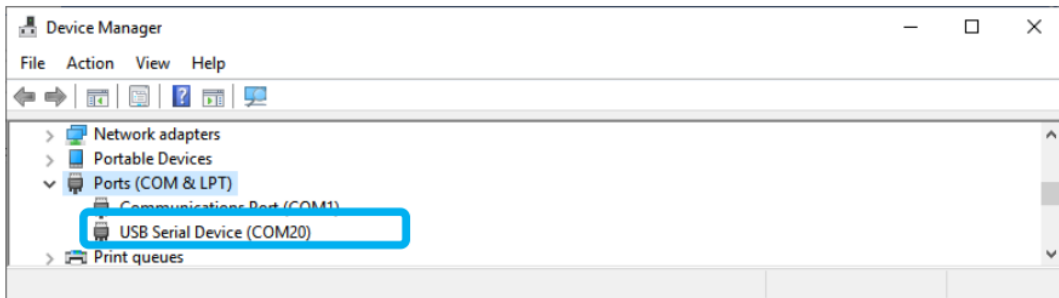 Device Manager
File Action View Help
Network adapters
Portable Devices
Ports (COM & LPT)
Communications Port (COM1)
USB Serial Device (COM20)
Print queues